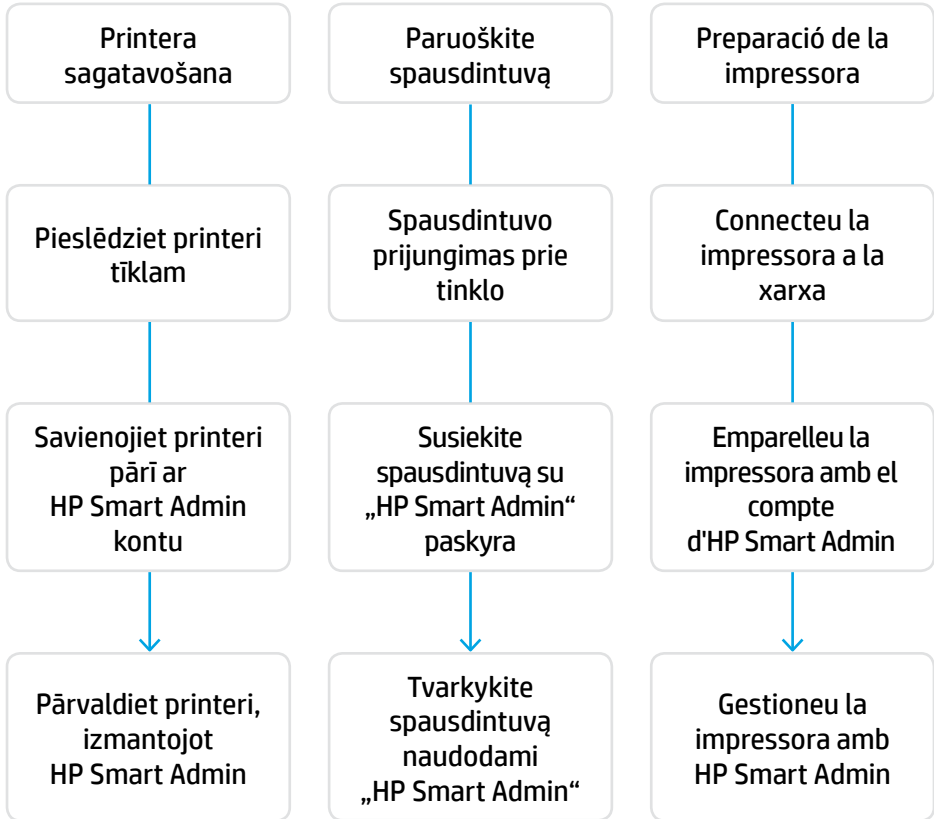 Printera
sagatavošana
Pieslēdziet printeri
tīklam
Savienojiet printeri
pārī ar
HP Smart Admin
kontu
Pārvaldiet printeri,
izmantojot
HP Smart Admin
Paruoškite
spausdintuvą
Spausdintuvo
prijungimas prie
tinklo
Susiekite
spausdintuvą su
„HP Smart Admin“
paskyra
Tvarkykite
spausdintuvą
naudodami
„HP Smart Admin“
Preparació de la
impressora
Connecteu la
impressora a la
xarxa
Emparelleu la
impressora amb el
compte
d'HP Smart Admin
Gestioneu la
impressora amb
HP Smart Admin